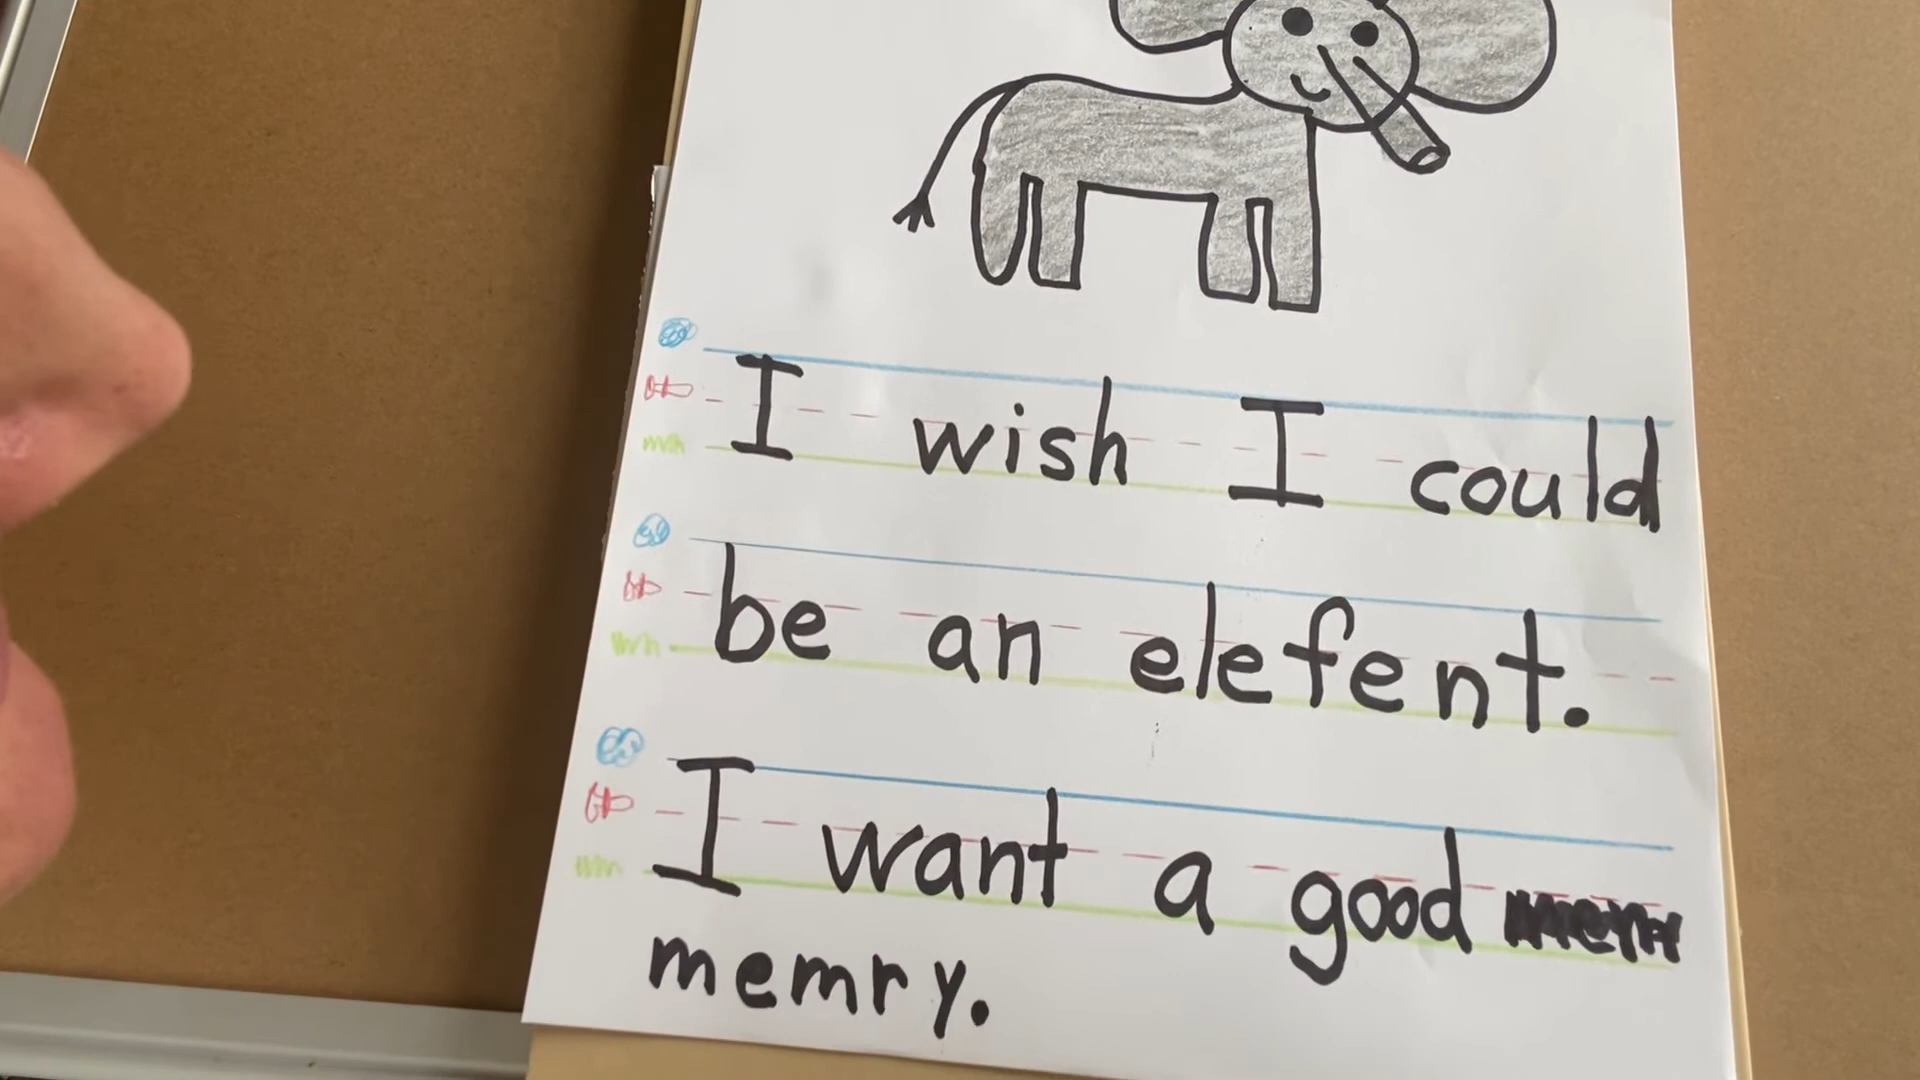 I wish I could
be an elefent.
I want a good
memry.